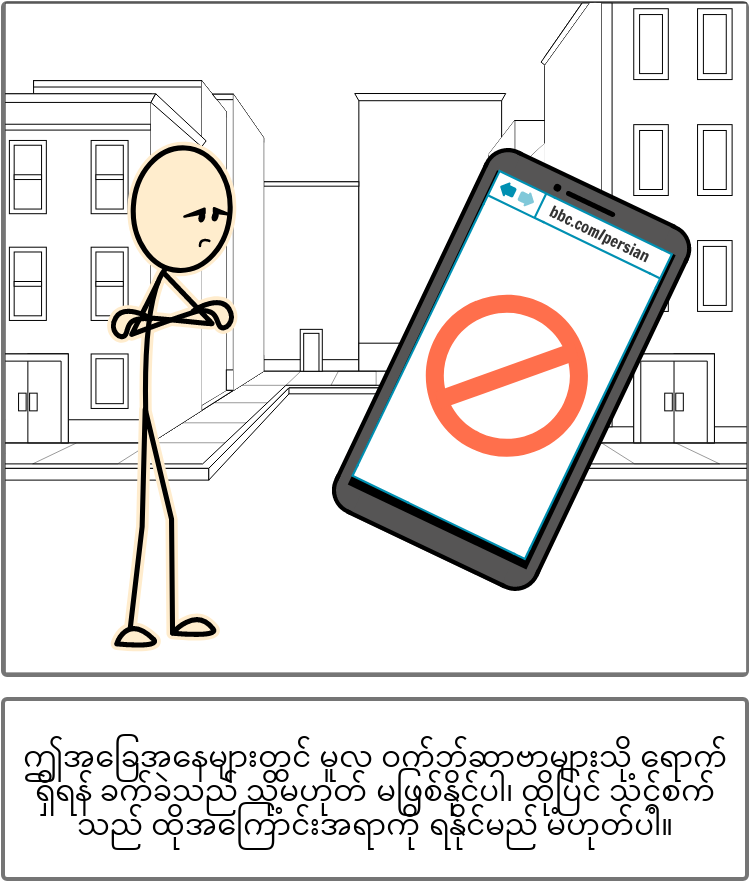 bbc.com/persian
ဤအခြေအနေများတွင် မူလ ဝက်ဘ်ဆာဗာများသို့ ရောက်
ရှိရန် ခက်ခဲသည် သို့မဟုတ် မဖြစ်နိုင်ပါ၊ ထို့ပြင် သင့်စက်
သည် ထိုအကြောင်းအရာကို ရနိုင်မည် မဟုတ်ပါ။